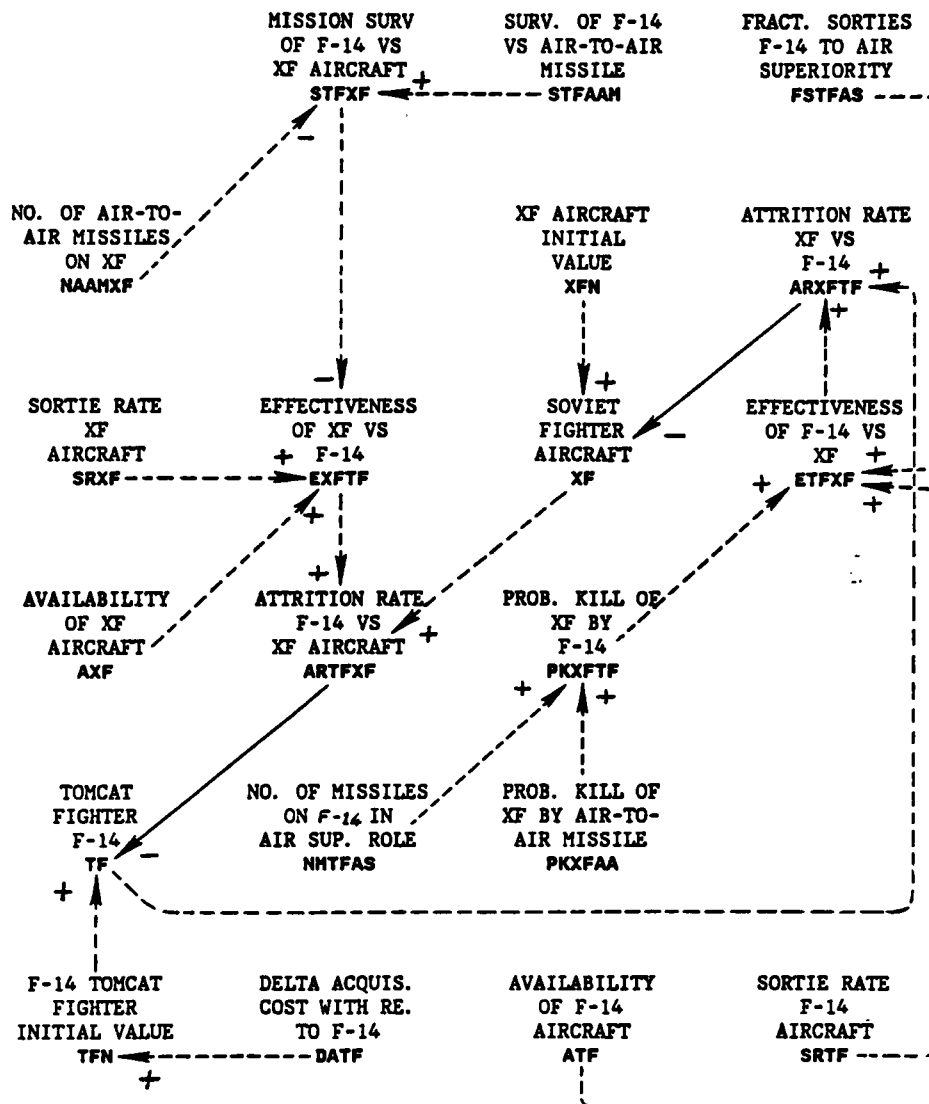 MISSION SURV
OF F-14 VS
XF AIRCRAFT
STFXF
SURV. OF F-14
VS AIR-TO-AIR
MISSILE
STFAAM
FRACT. SORTIES
F-14 TO AIR
SUPERIORITY
FSTFAS
NO. OF AIR-TO-
AIR MISSILES
ON XF
NAAMXF
XF AIRCRAFT
INITIAL
VALUE
XFN
ATTRITION RATE
XF VS
F-14
ARXFTF
SORTIE RATE
XF
AIRCRAFT
SRXF
EFFECTIVENESS
OF XF VS
F-14
EXFTF
SOVIET
FIGHTER
AIRCRAFT
XF
EFFECTIVENESS
OF F-14 VS
XF
ETFXF
AVAILABILITY
OF XF
AIRCRAFT
AXF
ATTRITION RATE
F-14 VS
XF AIRCRAFT
ARTFXF
PROB. KILL OF
XF BY
F-14
PKXFTF
TOMCAT
FIGHTER
F-14
TF
NO. OF MISSILES
ON F-14 IN
AIR SUP. ROLE
NMTFAS
PROB. KILL OF
XF BY AIR-TO-
AIR MISSILE
PKXFAA
F-14 TOMCAT
FIGHTER
INITIAL VALUE
TFN
DELTA ACQUIS.
COST WITH RE.
TO F-14
DATF
AVAILABILITY
OF F-14
AIRCRAFT
ATF
SORTIE RATE
F-14
AIRCRAFT
SRTF